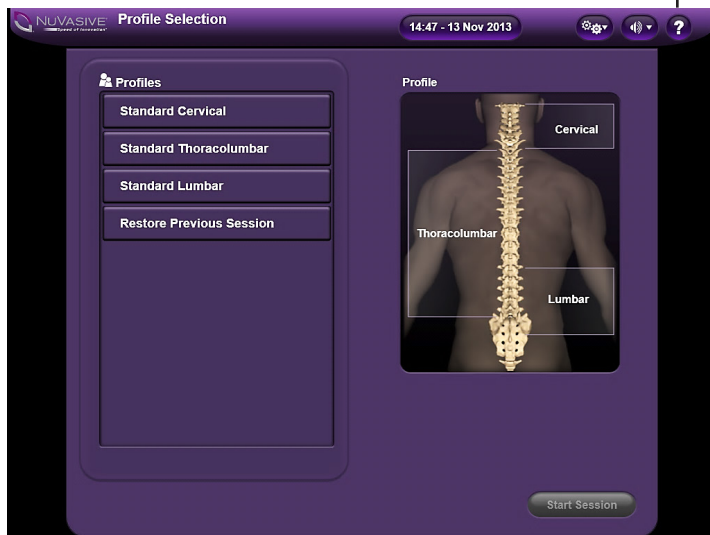 NUVASIVE
Speed of Innovation
Profile Selection
14:47 - 13 Nov 2013
?
Profiles
Standard Cervical
Standard Thoracolumbar
Standard Lumbar
Restore Previous Session
Profile
Cervical
Thoracolumbar
Lumbar
Start Session